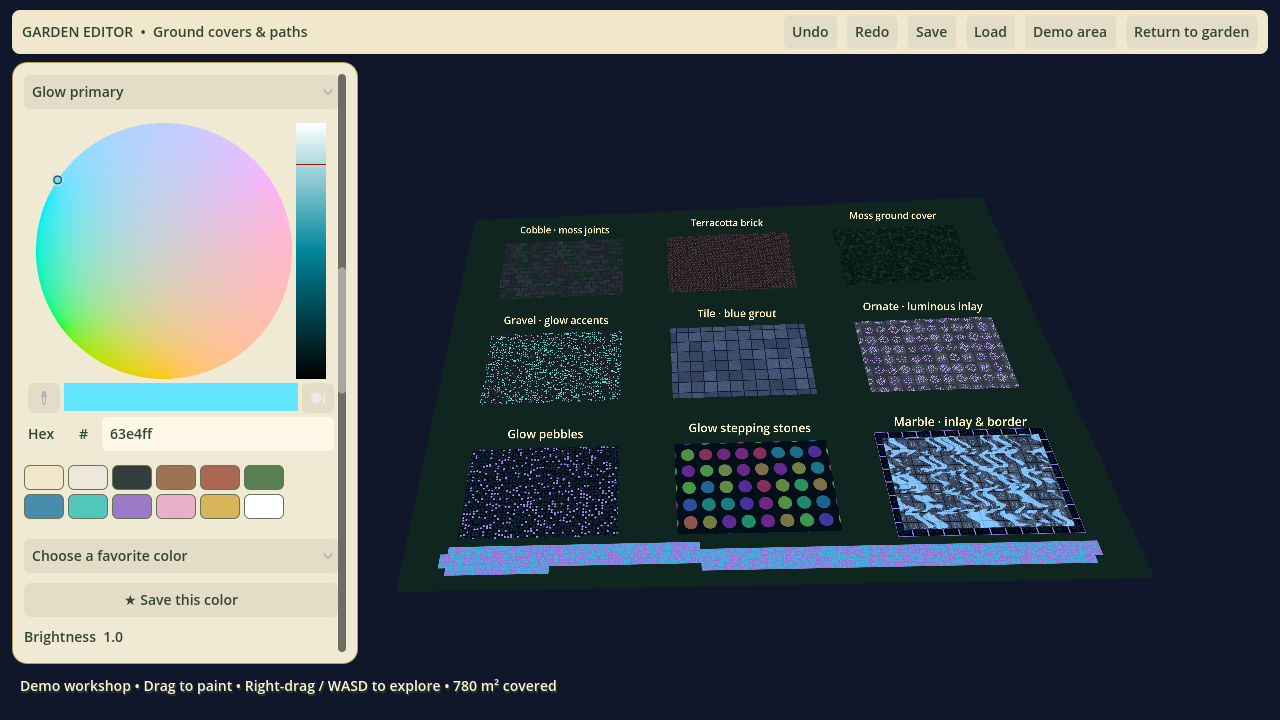 GARDEN EDITOR • Ground covers & paths
Undo
Redo
Save
Load
Demo area
Return to garden
Glow primary
Hex # 63e4ff
Choose a favorite color
★ Save this color
Brightness 1.0
Cobble · moss joints
Terracotta brick
Moss ground cover
Gravel · glow accents
Tile · blue grout
Ornate · luminous inlay
Glow pebbles
Glow stepping stones
Marble · inlay & border
Demo workshop • Drag to paint • Right-drag / WASD to explore • 780 m² covered